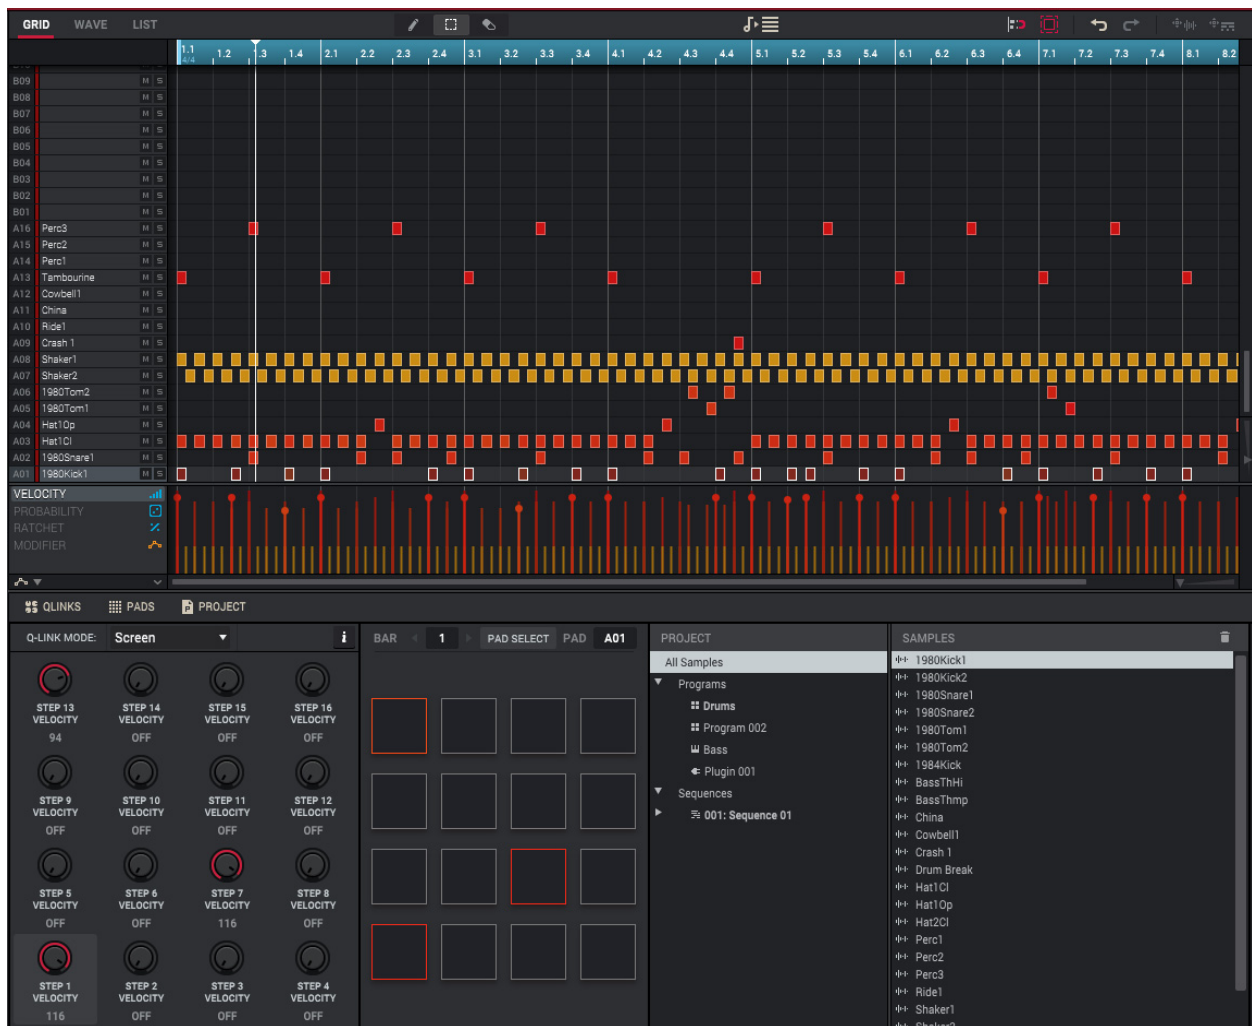 GRID WAVE LIST
1.1 1.2 1.3 1.4 2.1 2.2 2.3 2.4 3.1 3.2 3.3 3.4 4.1 4.2 4.3 4.4 5.1 5.2 5.3 5.4 6.1 6.2 6.3 6.4 7.1 7.2 7.3 7.4 8.1 8.2
4/4
B09 M S
B08 M S
B07 M S
B06 M S
B05 M S
B04 M S
B03 M S
B02 M S
B01 M S
A16 Perc3 M S
A15 Perc2 M S
A14 Perc1 M S
A13 Tambourine M S
A12 Cowbell1 M S
A11 China M S
A10 Ride1 M S
A09 Crash 1 M S
A08 Shaker1 M S
A07 Shaker2 M S
A06 1980Tom2 M S
A05 1980Tom1 M S
A04 Hat1Op M S
A03 Hat1Cl M S
A02 1980Snare1 M S
A01 1980Kick1 M S
VELOCITY
PROBABILITY
RATCHET
MODIFIER
QLINKS PADS PROJECT
Q-LINK MODE: Screen i
STEP 13 VELOCITY 94
STEP 14 VELOCITY OFF
STEP 15 VELOCITY OFF
STEP 16 VELOCITY OFF
STEP 9 VELOCITY OFF
STEP 10 VELOCITY OFF
STEP 11 VELOCITY OFF
STEP 12 VELOCITY OFF
STEP 5 VELOCITY OFF
STEP 6 VELOCITY OFF
STEP 7 VELOCITY 116
STEP 8 VELOCITY OFF
STEP 1 VELOCITY 116
STEP 2 VELOCITY OFF
STEP 3 VELOCITY OFF
STEP 4 VELOCITY OFF
BAR 1 PAD SELECT PAD A01
PROJECT
All Samples
Programs
Drums
Program 002
Bass
Plugin 001
Sequences
001: Sequence 01
SAMPLES
1980Kick1
1980Kick2
1980Snare1
1980Snare2
1980Tom1
1980Tom2
1984Kick
BassThHi
BassThmp
China
Cowbell1
Crash 1
Drum Break
Hat1Cl
Hat1Op
Hat2Cl
Perc1
Perc2
Perc3
Ride1
Shaker1